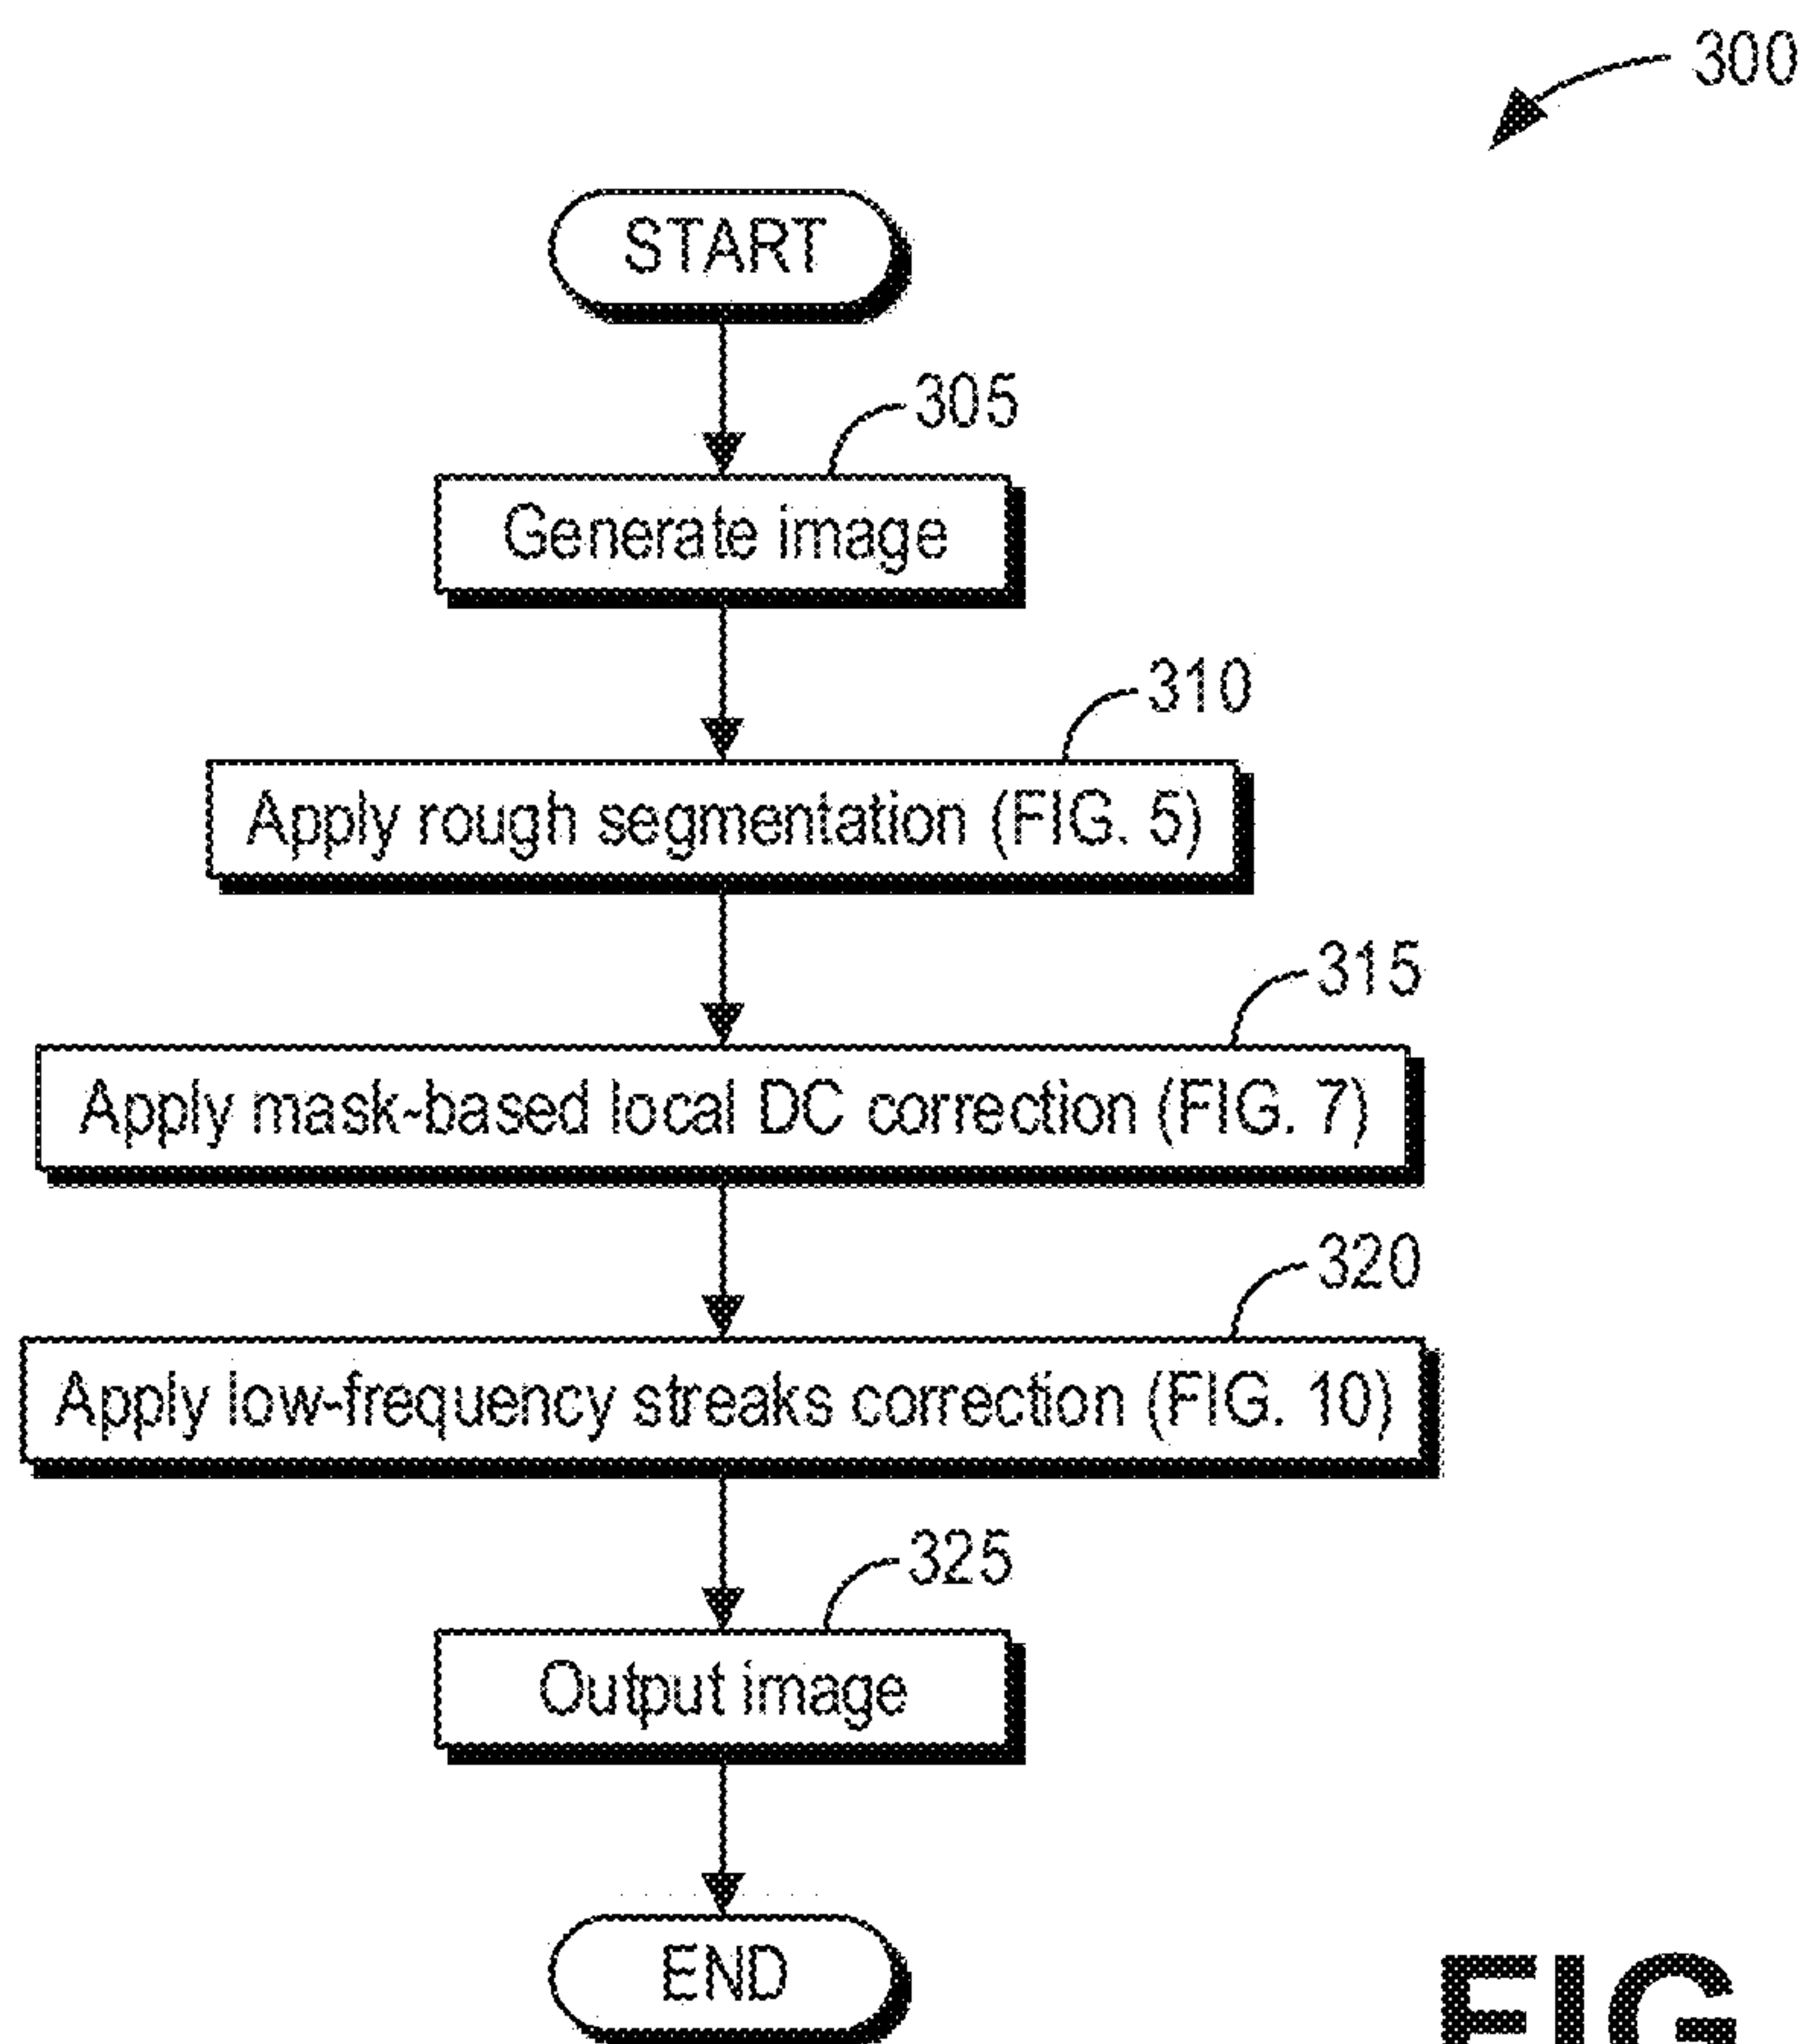 300
START
305
Generate image
310
Apply rough segmentation (FIG. 5)
315
Apply mask-based local DC correction (FIG. 7)
320
Apply low-frequency streaks correction (FIG. 10)
325
Output image
END
FIG